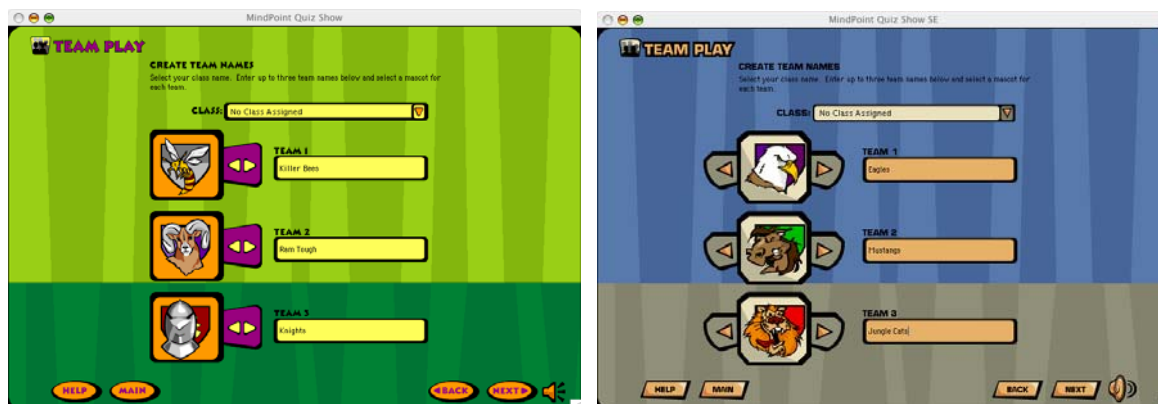 MindPoint Quiz Show
TEAM PLAY
CREATE TEAM NAMES
Select your class name. Enter up to three team names below and select a mascot for
each team.
CLASS: No Class Assigned
TEAM 1
Killer Bees
TEAM 2
Ram Tough
TEAM 3
Knights
HELP MAIN BACK NEXT
MindPoint Quiz Show SE
TEAM PLAY
CREATE TEAM NAMES
Select your class name. Enter up to three team names below and select a mascot for
each team.
CLASS: No Class Assigned
TEAM 1
Eagles
TEAM 2
Mustangs
TEAM 3
Jungle Cats
HELP MAIN BACK NEXT